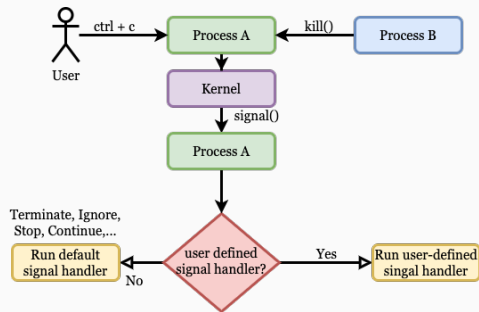 ctrl + c
Process A
kill()
Process B
User
Kernel
signal()
Process A
Terminate, Ignore,
Stop, Continue,...
Run default
signal handler
No
user defined
signal handler?
Yes
Run user-defined
singal handler